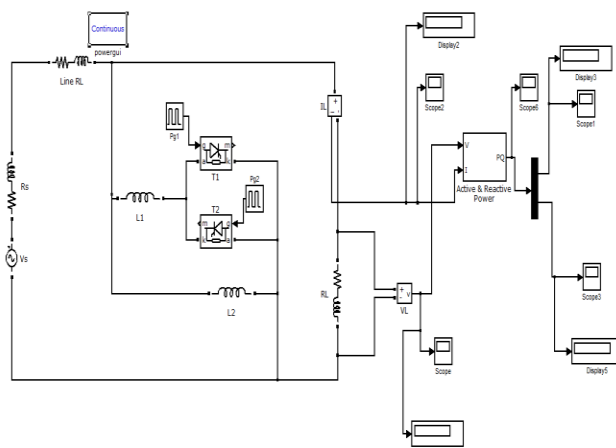 Continuous
powergui
Line RL
Rs
Vs
Pg1
g
m
a
k
T1
Pg2
T2
m
g
k
a
L1
L2
IL
+
-
i
RL
+
-
v
VL
Display2
Scope2
Scope6
V
I
PQ
Active & Reactive
Power
Display3
Scope1
Scope3
Display5
Scope